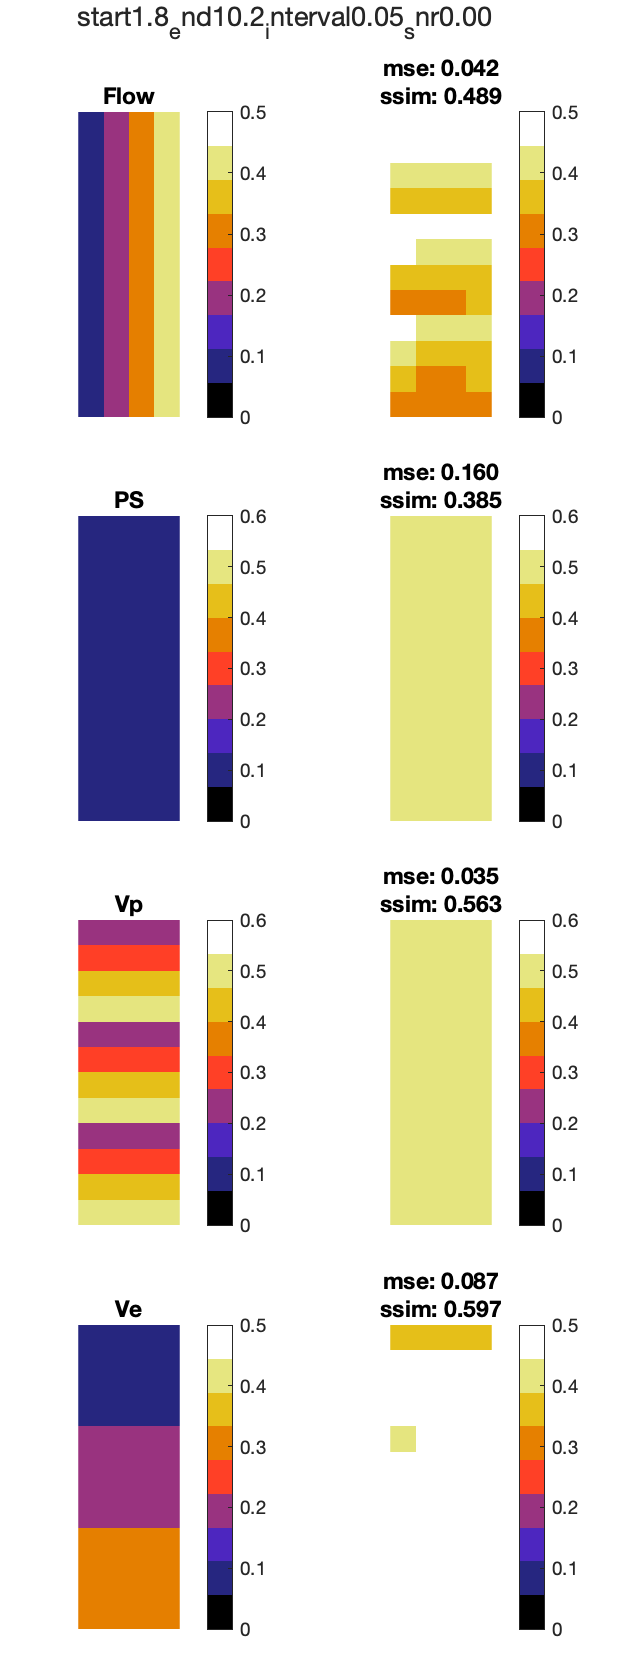 start1.8end10.2interval0.05snr0.00
mse: 0.042
Flow ssim: 0.489
0.5 0.5
0.4 0.4
0.3 0.3
0.2 0.2
0.1 0.1
0 0
mse: 0.160
PS ssim: 0.385
0.6 0.6
0.5 0.5
0.4 0.4
0.3 0.3
0.2 0.2
0.1 0.1
0 0
mse: 0.035
Vp ssim: 0.563
0.6 0.6
0.5 0.5
0.4 0.4
0.3 0.3
0.2 0.2
0.1 0.1
0 0
mse: 0.087
Ve ssim: 0.597
0.5 0.5
0.4 0.4
0.3 0.3
0.2 0.2
0.1 0.1
0 0